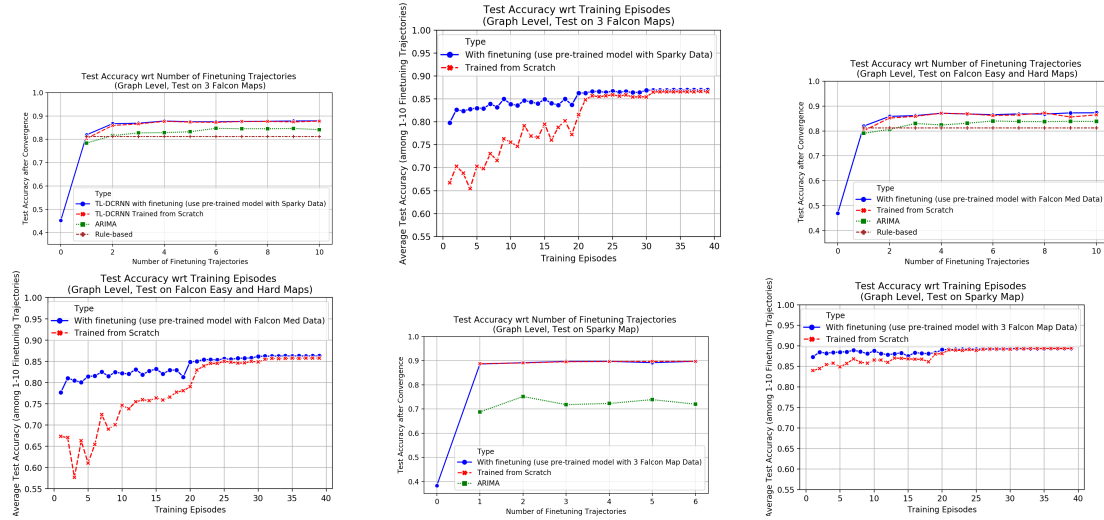 Test Accuracy wrt Number of Finetuning Trajectories
(Graph Level, Test on 3 Falcon Maps)
Test Accuracy after Convergence
1.0
0.9
0.8
0.7
0.6
0.5
0.4
Type
TL-DCRNN with finetuning (use pre-trained model with Sparky Data)
TL-DCRNN Trained from Scratch
ARIMA
Rule-based
0 2 4 6 8 10
Number of Finetuning Trajectories
Test Accuracy wrt Training Episodes
(Graph Level, Test on 3 Falcon Maps)
Average Test Accuracy (among 1-10 Finetuning Trajectories)
1.00
0.95
0.90
0.85
0.80
0.75
0.70
0.65
0.60
0.55
Type
With finetuning (use pre-trained model with Sparky Data)
Trained from Scratch
0 5 10 15 20 25 30 35 40
Training Episodes
Test Accuracy wrt Number of Finetuning Trajectories
(Graph Level, Test on Falcon Easy and Hard Maps)
Test Accuracy after Convergence
1.0
0.9
0.8
0.7
0.6
0.5
0.4
Type
With finetuning (use pre-trained model with Falcon Med Data)
Trained from Scratch
ARIMA
Rule-based
0 2 4 6 8 10
Number of Finetuning Trajectories
Test Accuracy wrt Training Episodes
(Graph Level, Test on Falcon Easy and Hard Maps)
Average Test Accuracy (among 1-10 Finetuning Trajectories)
1.00
0.95
0.90
0.85
0.80
0.75
0.70
0.65
0.60
0.55
Type
With finetuning (use pre-trained model with Falcon Med Data)
Trained from Scratch
0 5 10 15 20 25 30 35 40
Training Episodes
Test Accuracy wrt Number of Finetuning Trajectories
(Graph Level, Test on Sparky Map)
Test Accuracy after Convergence
1.0
0.9
0.8
0.7
0.6
0.5
0.4
Type
With finetuning (use pre-trained model with 3 Falcon Map Data)
Trained from Scratch
ARIMA
0 1 2 3 4 5 6
Number of Finetuning Trajectories
Test Accuracy wrt Training Episodes
(Graph Level, Test on Sparky Map)
Average Test Accuracy (among 1-10 Finetuning Trajectories)
1.00
0.95
0.90
0.85
0.80
0.75
0.70
0.65
0.60
0.55
Type
With finetuning (use pre-trained model with 3 Falcon Map Data)
Trained from Scratch
0 5 10 15 20 25 30 35 40
Training Episodes